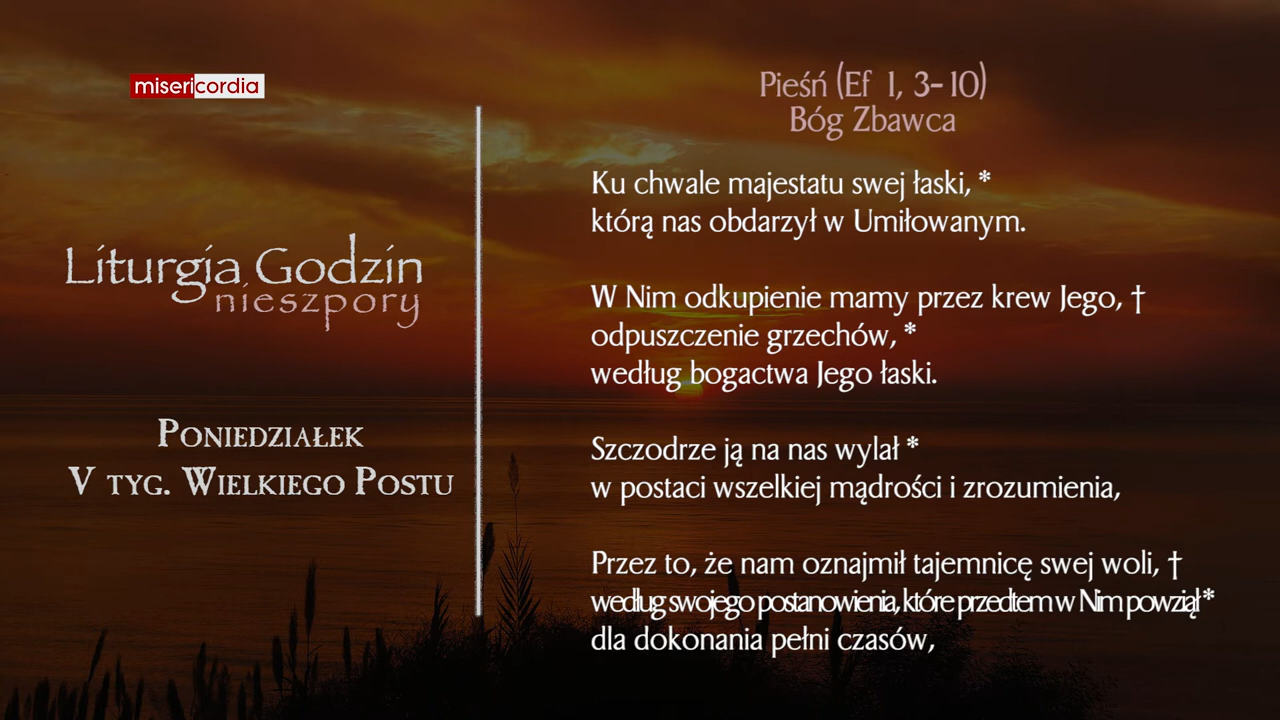 misericordia
Liturgia Godzin
nieszpory
Poniedziałek
V tyg. Wielkiego Postu
Pieśń (Ef 1, 3-10)
Bóg Zbawca
Ku chwale majestatu swej łaski, *
którą nas obdarzył w Umiłowanym.
W Nim odkupienie mamy przez krew Jego, †
odpuszczenie grzechów, *
według bogactwa Jego łaski.
Szczodrze ją na nas wylał *
w postaci wszelkiej mądrości i zrozumienia,
Przez to, że nam oznajmił tajemnicę swej woli, †
według swojego postanowienia, które przedtem w Nim powziął *
dla dokonania pełni czasów,